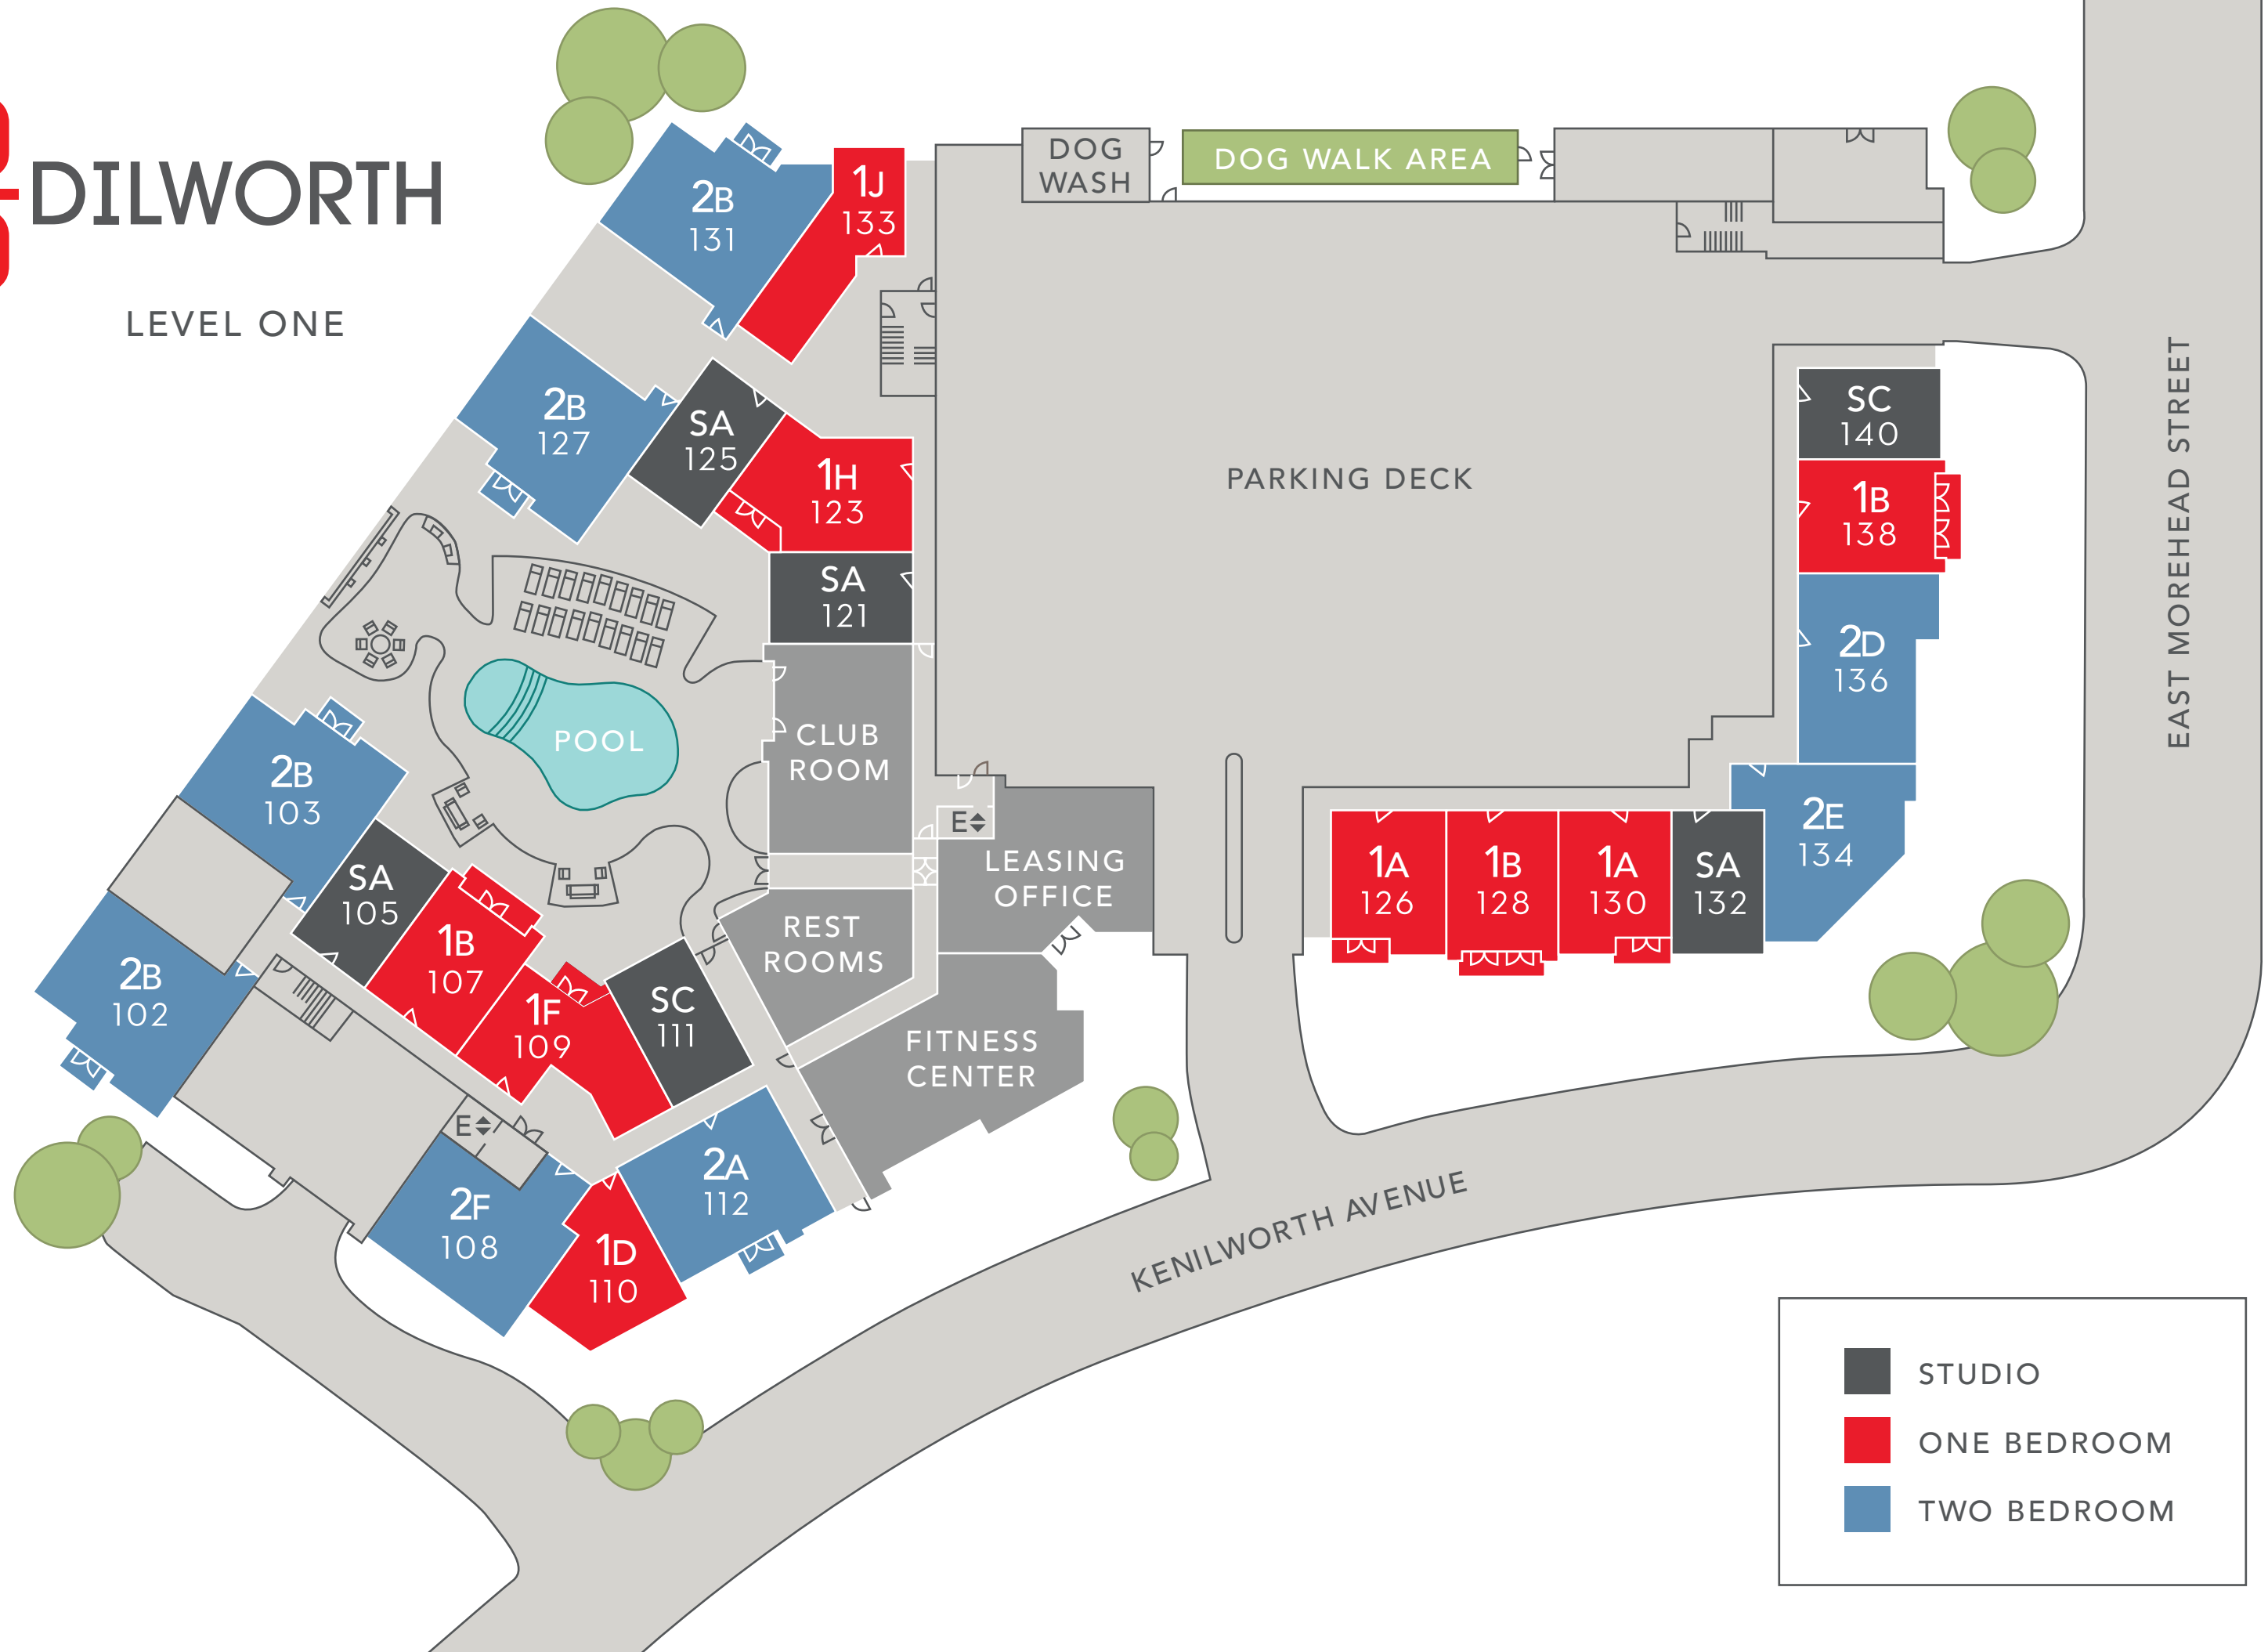 DILWORTH
LEVEL ONE
2B
131
1J
133
DOG
WASH
DOG WALK AREA
2B
127
SA
125
1H
123
SA
121
PARKING DECK
SC
140
1B
138
2D
136
2E
134
EAST MOREHEAD STREET
POOL
CLUB
ROOM
E
LEASING
OFFICE
REST
ROOMS
FITNESS
CENTER
1A
126
1B
128
1A
130
SA
132
2B
103
SA
105
1B
107
1F
109
SC
111
2B
102
E
2F
108
1D
110
2A
112
KENILWORTH AVENUE
STUDIO
ONE BEDROOM
TWO BEDROOM